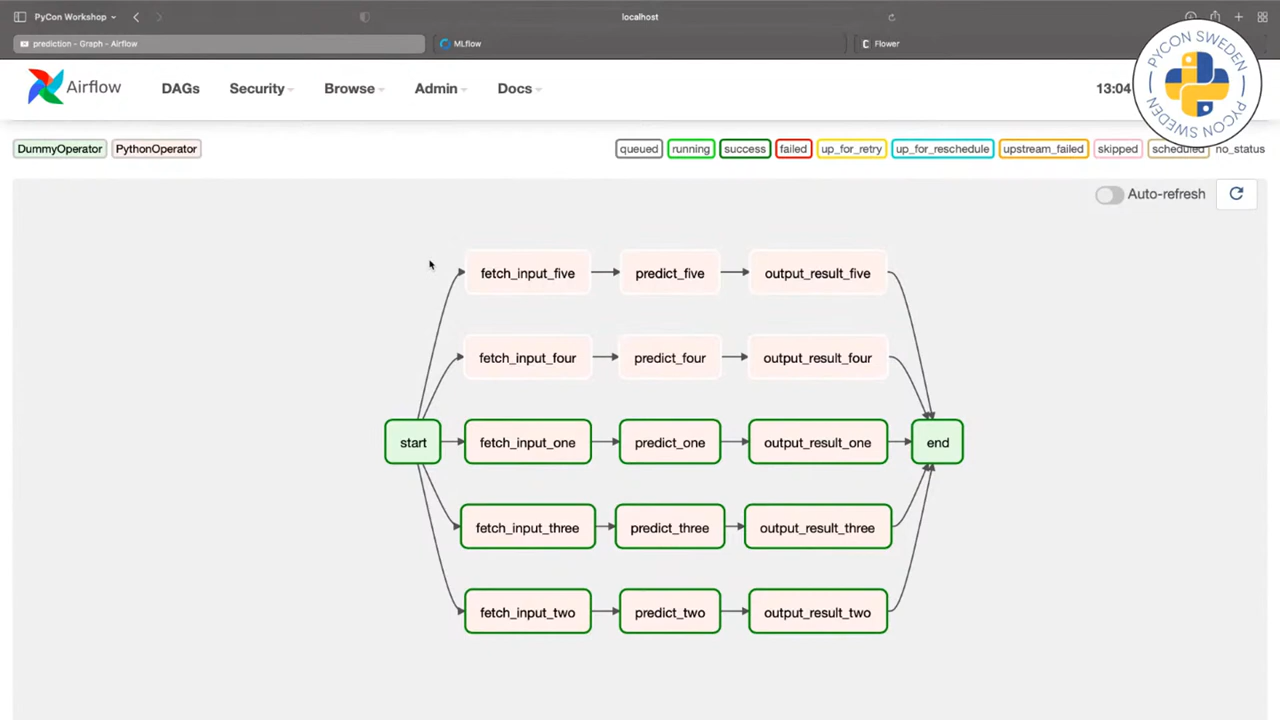 PyCon Workshop
localhost
prediction - Graph - Airflow
MLflow
Flower
Airflow
DAGs
Security
Browse
Admin
Docs
13:04
PYCON SWEDEN
PYCON SWEDEN
DummyOperator
PythonOperator
queued
running
success
failed
up_for_retry
up_for_reschedule
upstream_failed
skipped
scheduled
no_status
Auto-refresh
fetch_input_five
predict_five
output_result_five
fetch_input_four
predict_four
output_result_four
start
fetch_input_one
predict_one
output_result_one
end
fetch_input_three
predict_three
output_result_three
fetch_input_two
predict_two
output_result_two